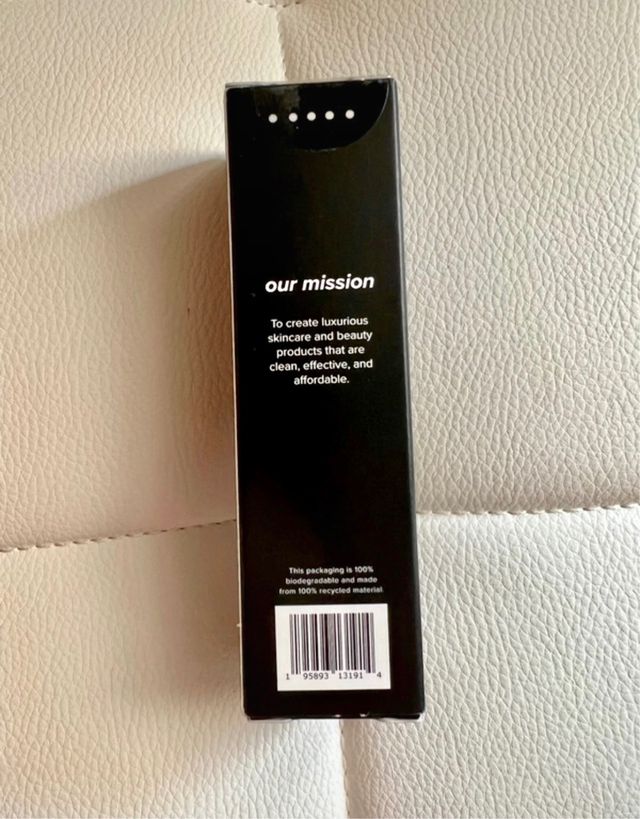 our mission
To create luxurious
skincare and beauty
products that are
clean, effective, and
affordable.
This packaging is 100%
biodegradable and made
from 100% recycled material
1 95893 13191 4